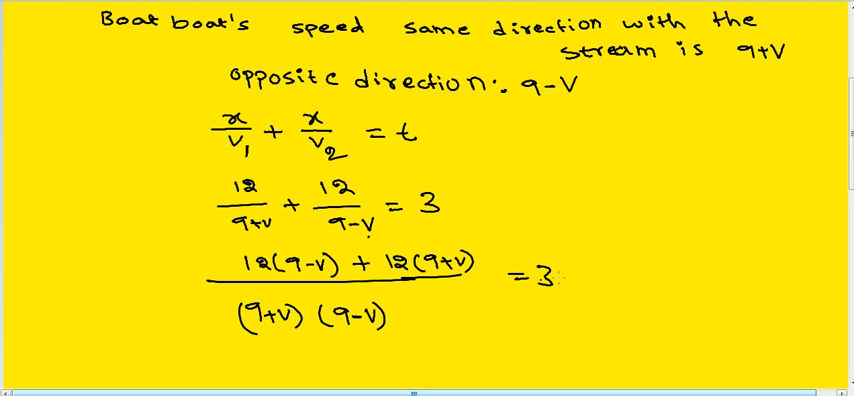 Boat boat's speed same direction with the
stream is 9+V
opposite direction: 9-V
x/V₁ + x/V₂ = t
12/9+V + 12/9-V = 3
12(9-V) + 12(9+V) / (9+V) (9-V) = 3